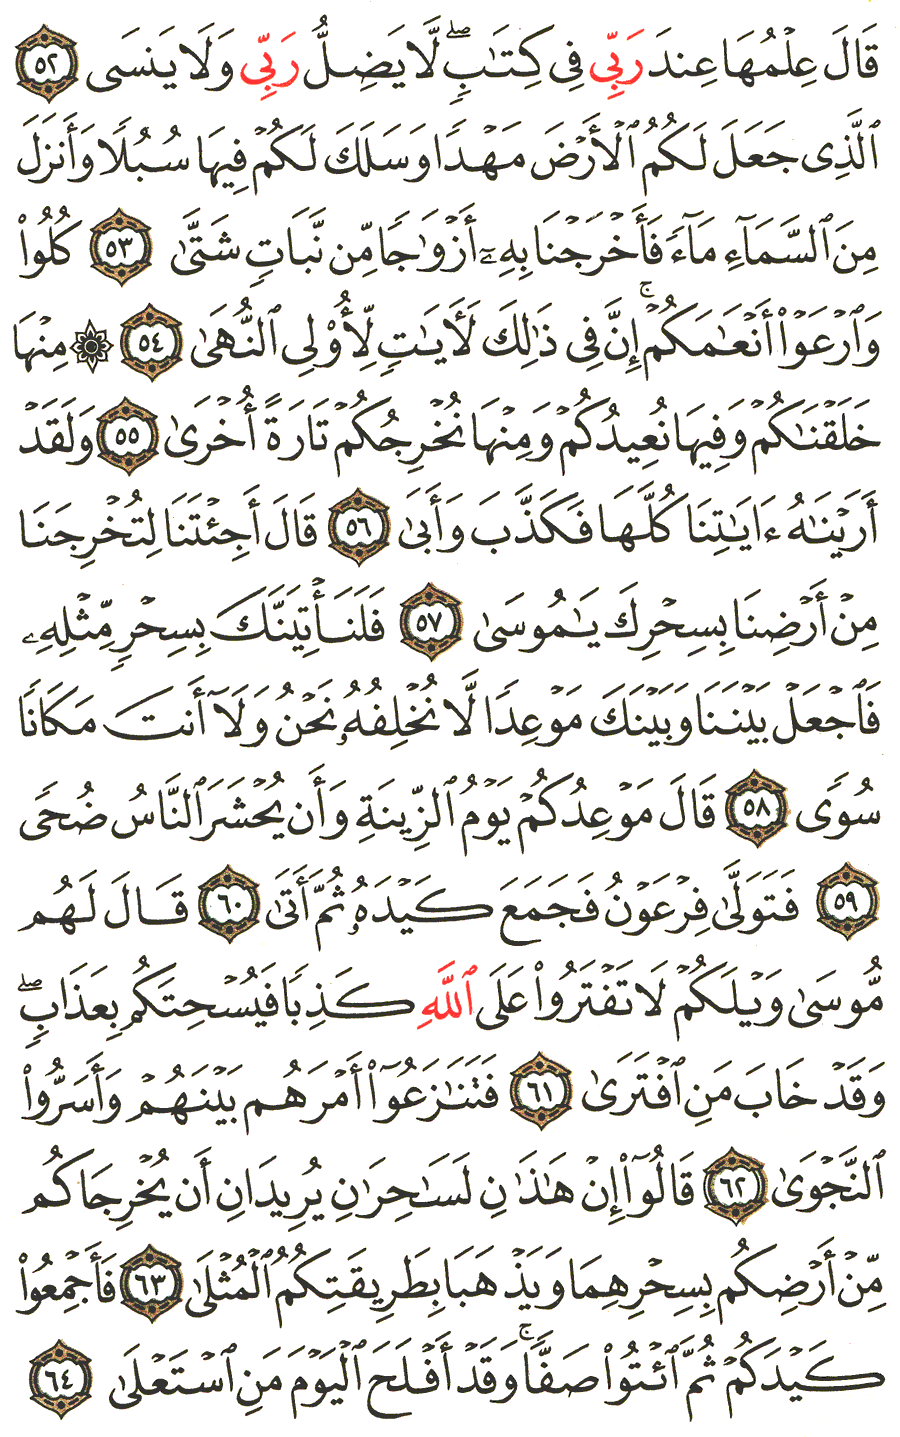 قَالَ عِلْمُهَا عِندَ رَبِّى فِى كِتَٰبٍۢ ۖ لَّا يَضِلُّ رَبِّى وَلَا يَنسَى ٥٢
ٱلَّذِى جَعَلَ لَكُمُ ٱلْأَرْضَ مَهْدًۭا وَسَلَكَ لَكُمْ فِيهَا سُبُلًۭا وَأَنزَلَ
مِنَ ٱلسَّمَآءِ مَآءًۭ فَأَخْرَجْنَا بِهِۦٓ أَزْوَٰجًۭا مِّن نَّبَاتٍۢ شَتَّىٰ ٥٣ كُلُوا۟
وَٱرْعَوْا۟ أَنْعَٰمَكُمْ ۗ إِنَّ فِى ذَٰلِكَ لَءَايَٰتٍۢ لِّأُو۟لِى ٱلنُّهَىٰ ٥٤ ۞ مِنْهَا
خَلَقْنَٰكُمْ وَفِيهَا نُعِيدُكُمْ وَمِنْهَا نُخْرِجُكُمْ تَارَةً أُخْرَىٰ ٥٥ وَلَقَدْ
أَرَيْنَٰهُ ءَايَٰتِنَا كُلَّهَا فَكَذَّبَ وَأَبَىٰ ٥٦ قَالَ أَجِئْتَنَا لِتُخْرِجَنَا
مِنْ أَرْضِنَا بِسِحْرِكَ يَٰمُوسَىٰ ٥٧ فَلَنَأْتِيَنَّكَ بِسِحْرٍۢ مِّثْلِهِۦ
فَٱجْعَلْ بَيْنَنَا وَبَيْنَكَ مَوْعِدًۭا لَّا نُخْلِفُهُۥ نَحْنُ وَلَآ أَنتَ مَكَانًۭا
سُوًۭى ٥٨ قَالَ مَوْعِدُكُمْ يَوْمُ ٱلزِّينَةِ وَأَن يُحْشَرَ ٱلنَّاسُ ضُحًۭى
٥٩ فَتَوَلَّىٰ فِرْعَوْنُ فَجَمَعَ كَيْدَهُۥ ثُمَّ أَتَىٰ ٦٠ قَالَ لَهُم
مُّوسَىٰ وَيْلَكُمْ لَا تَفْتَرُوا۟ عَلَى ٱللَّهِ كَذِبًۭا فَيُسْحِتَكُم بِعَذَابٍۢ ۖ
وَقَدْ خَابَ مَنِ ٱفْتَرَىٰ ٦١ فَتَنَٰزَعُوٓا۟ أَمْرَهُم بَيْنَهُمْ وَأَسَرُّوا۟
ٱلنَّجْوَىٰ ٦٢ قَالُوٓا۟ إِنْ هَٰذَٰنِ لَسَٰحِرَٰنِ يُرِيدَانِ أَن يُخْرِجَاكُم
مِّنْ أَرْضِكُم بِسِحْرِهِمَا وَيَذْهَبَا بِطَرِيقَتِكُمُ ٱلْمُثْلَىٰ ٦٣ فَأَجْمِعُوا۟
كَيْدَكُمْ ثُمَّ ٱئْتُوا۟ صَفًّۭا ۚ وَقَدْ أَفْلَحَ ٱلْيَوْمَ مَنِ ٱسْتَعْلَىٰ ٦٤